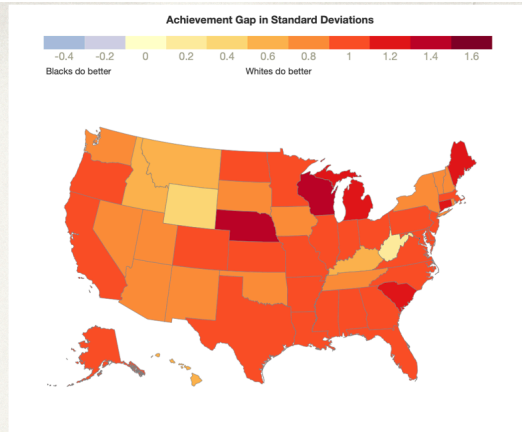 Achievement Gap in Standard Deviations
-0.4 -0.2 0 0.2 0.4 0.6 0.8 1 1.2 1.4 1.6
Blacks do better Whites do better